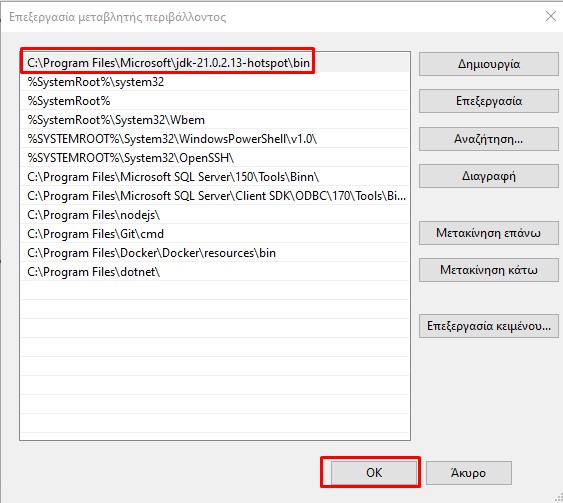 Επεξεργασία μεταβλητής περιβάλλοντος
C:\Program Files\Microsoft\jdk-21.0.2.13-hotspot\bin
%SystemRoot%\system32
%SystemRoot%
%SystemRoot%\System32\Wbem
%SYSTEMROOT%\System32\WindowsPowerShell\v1.0\
%SYSTEMROOT%\System32\OpenSSH\
C:\Program Files\Microsoft SQL Server\150\Tools\Binn\
C:\Program Files\Microsoft SQL Server\Client SDK\ODBC\170\Tools\Bi...
C:\Program Files\nodejs\
C:\Program Files\Git\cmd
C:\Program Files\Docker\Docker\resources\bin
C:\Program Files\dotnet\
Δημιουργία
Επεξεργασία
Αναζήτηση...
Διαγραφή
Μετακίνηση επάνω
Μετακίνηση κάτω
Επεξεργασία κειμένου...
OK
Άκυρο